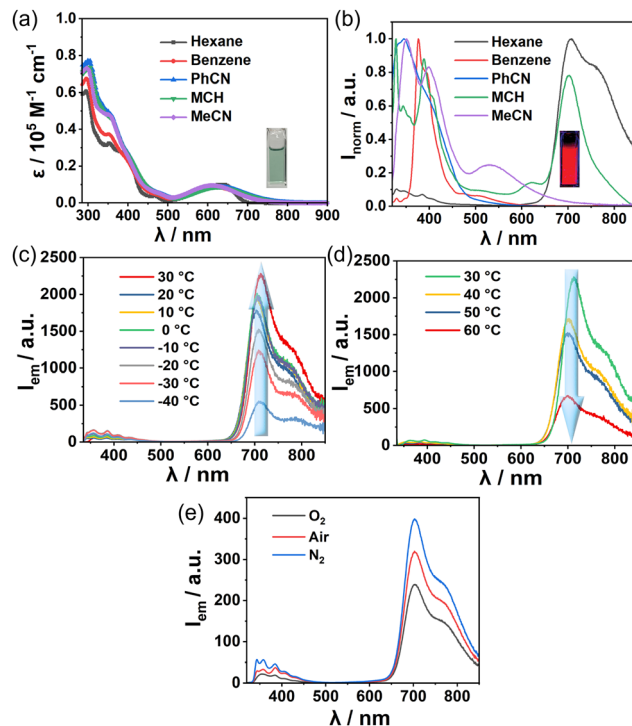 (a)
1.0
0.8
0.6
0.4
0.2
0.0
ε / 10⁵ M⁻¹ cm⁻¹
Hexane
Benzene
PhCN
MCH
MeCN
300 400 500 600 700 800 900
λ / nm
(b)
1.0
0.8
0.6
0.4
0.2
0.0
I_norm / a.u.
Hexane
Benzene
PhCN
MCH
MeCN
400 500 600 700 800
λ / nm
(c)
2500
2000
1500
1000
500
0
I_em / a.u.
30 °C
20 °C
10 °C
0 °C
-10 °C
-20 °C
-30 °C
-40 °C
400 500 600 700 800
λ / nm
(d)
2500
2000
1500
1000
500
0
I_em / a.u.
30 °C
40 °C
50 °C
60 °C
400 500 600 700 800
λ / nm
(e)
400
300
200
100
0
I_em / a.u.
O₂
Air
N₂
400 500 600 700 800
λ / nm